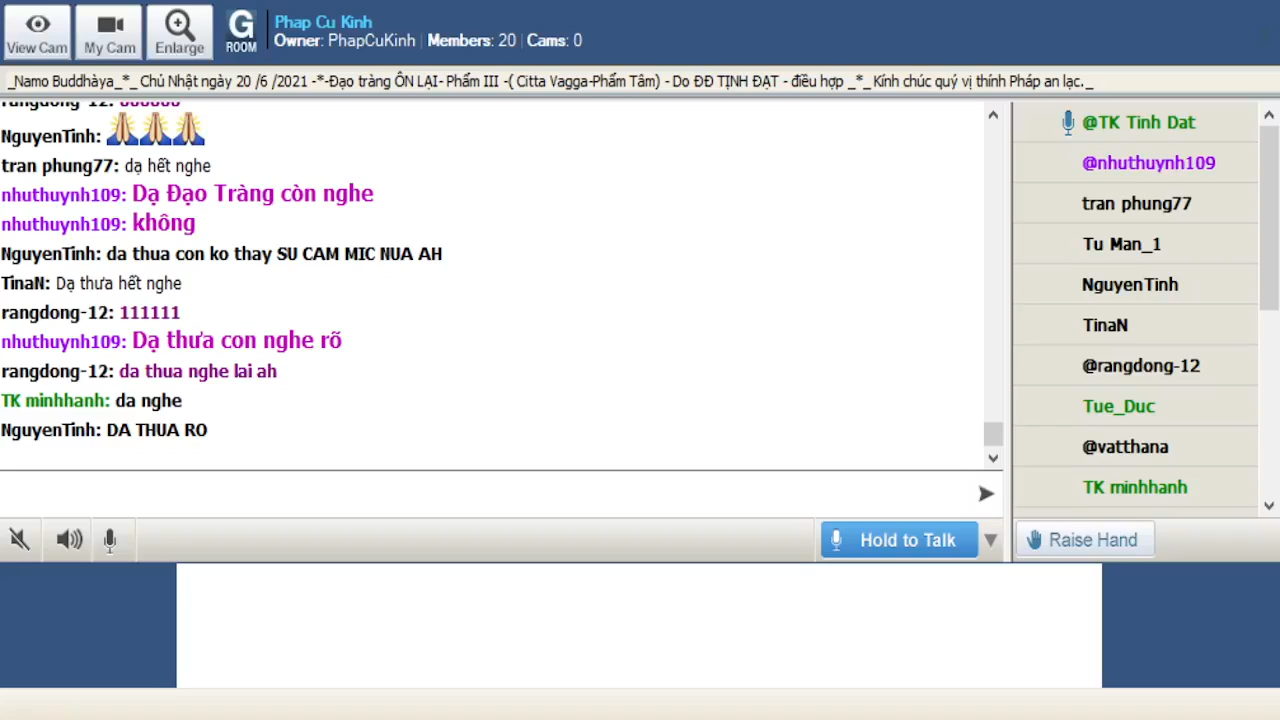 View Cam
My Cam
Enlarge
G
ROOM
Phap Cu Kinh
Owner: PhapCuKinh | Members: 20 | Cams: 0
_Namo Buddhàya_*_ Chủ Nhật ngày 20 /6 /2021 -*-Đạo tràng ÔN LẠI- Phẩm III -( Citta Vagga-Phẩm Tâm) - Do ĐĐ TỊNH ĐẠT - điều hợp _*_Kính chúc quý vị thính Pháp an lạc._
rangdong-12: 000000
NguyenTinh:
tran phung77: dạ hết nghe
nhuthuynh109: Dạ Đạo Tràng còn nghe
nhuthuynh109: không
NguyenTinh: da thua con ko thay SU CAM MIC NUA AH
TinaN: Dạ thưa hết nghe
rangdong-12: 111111
nhuthuynh109: Dạ thưa con nghe rõ
rangdong-12: da thua nghe lai ah
TK minhhanh: da nghe
NguyenTinh: DA THUA RO
@TK Tinh Dat
@nhuthuynh109
tran phung77
Tu Man_1
NguyenTinh
TinaN
@rangdong-12
Tue_Duc
@vatthana
TK minhhanh
Hold to Talk
Raise Hand